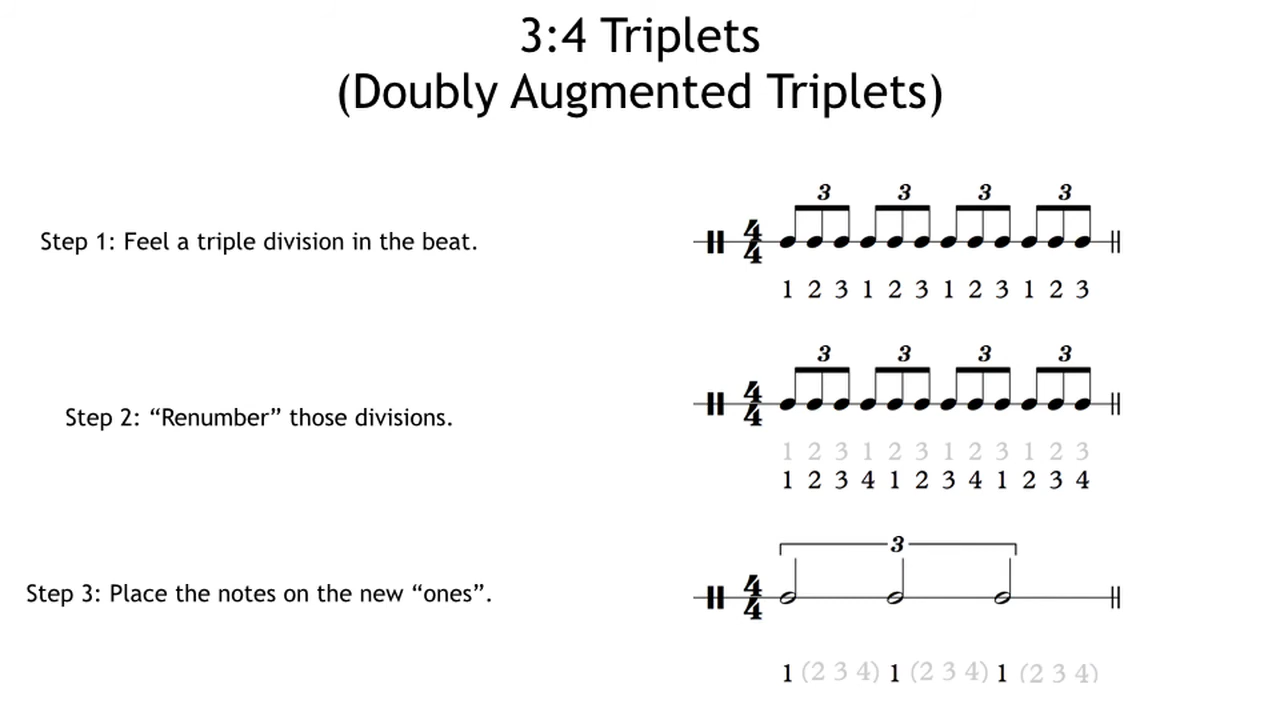 3:4 Triplets
(Doubly Augmented Triplets)
Step 1: Feel a triple division in the beat.
3 3 3 3
4
4
1 2 3 1 2 3 1 2 3 1 2 3
Step 2: “Renumber” those divisions.
3 3 3 3
4
4
1 2 3 1 2 3 1 2 3 1 2 3
1 2 3 4 1 2 3 4 1 2 3 4
Step 3: Place the notes on the new “ones”.
3
4
4
1 (2 3 4) 1 (2 3 4) 1 (2 3 4)